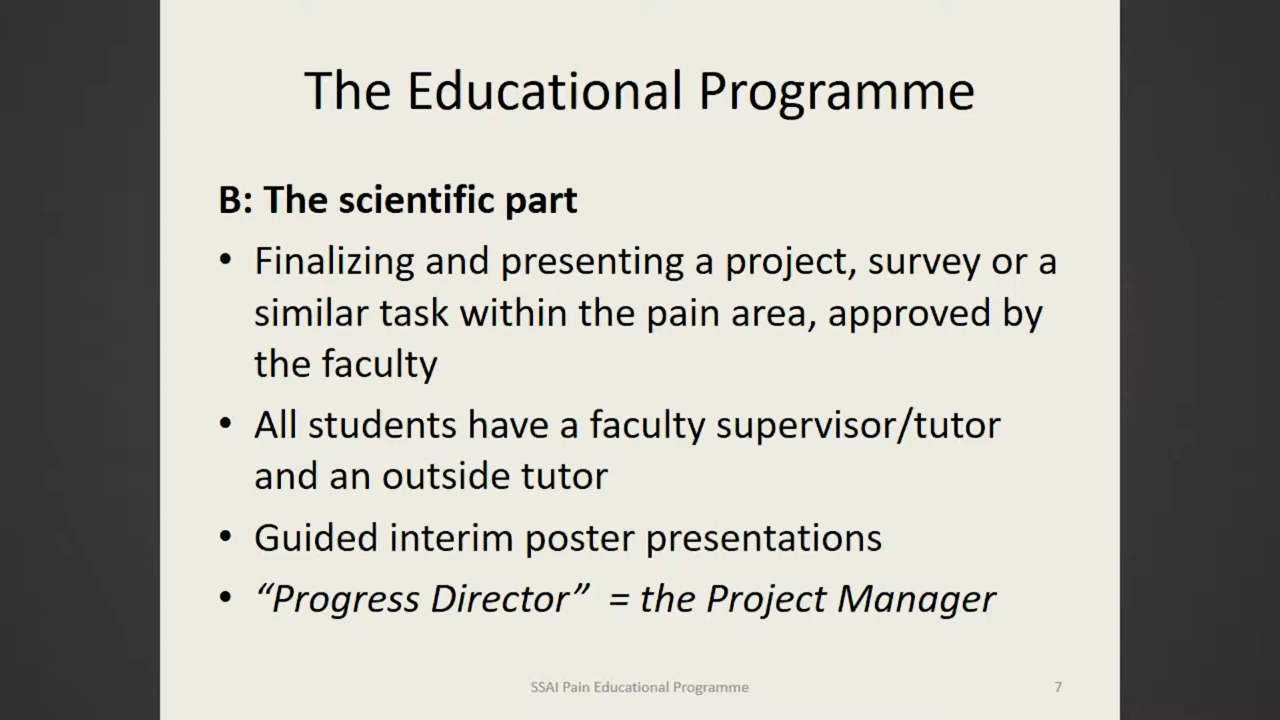 The Educational Programme
B: The scientific part
• Finalizing and presenting a project, survey or a
similar task within the pain area, approved by
the faculty
• All students have a faculty supervisor/tutor
and an outside tutor
• Guided interim poster presentations
• “Progress Director”  = the Project Manager
SSAI Pain Educational Programme
7